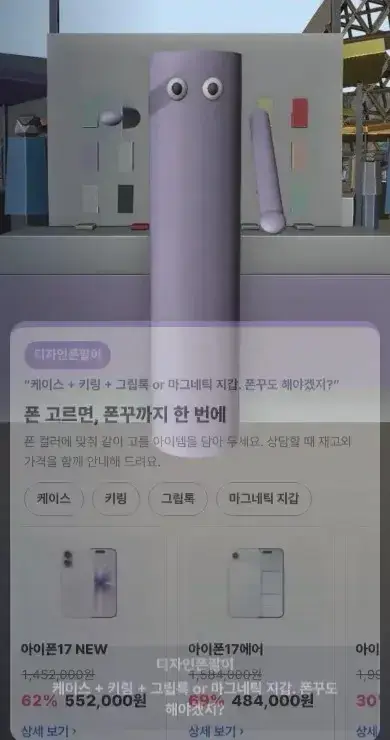 디자인폰팔이
"케이스 + 키링 + 그립톡 or 마그네틱 지갑. 폰꾸도 해야겠지?"
폰 고르면, 폰꾸까지 한 번에
폰 컬러에 맞춰 같이 고를 아이템을 담아 두세요. 상담할 때 재고와
가격을 함께 안내해 드려요.
케이스 키링 그립톡 마그네틱 지갑
아이폰17 NEW 아이폰17에어
디자인폰팔이
1,452,000원 1,584,000원 1,99
케이스 + 키링 + 그립톡 or 마그네틱 지갑. 폰꾸도
62% 552,000원 69% 484,000원 30%
해야겠지?
상세 보기 › 상세 보기 › 상세